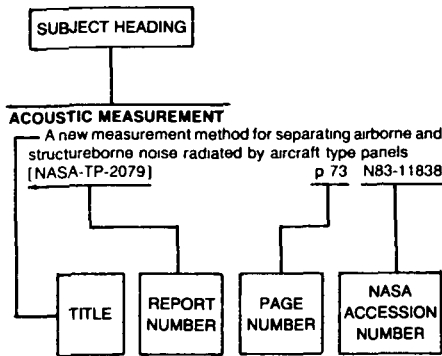 SUBJECT HEADING
ACOUSTIC MEASUREMENT
A new measurement method for separating airborne and
structureborne noise radiated by aircraft type panels
[NASA-TP-2079] p 73 N83-11838
TITLE
REPORT
NUMBER
PAGE
NUMBER
NASA
ACCESSION
NUMBER